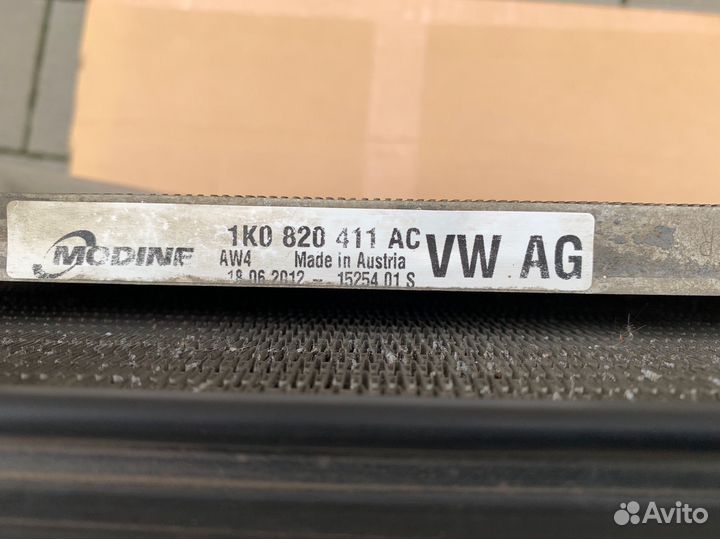 MODINE
1K0 820 411 AC
AW4 Made in Austria
18.06.2012 - 15254 01 S
VW AG
Avito